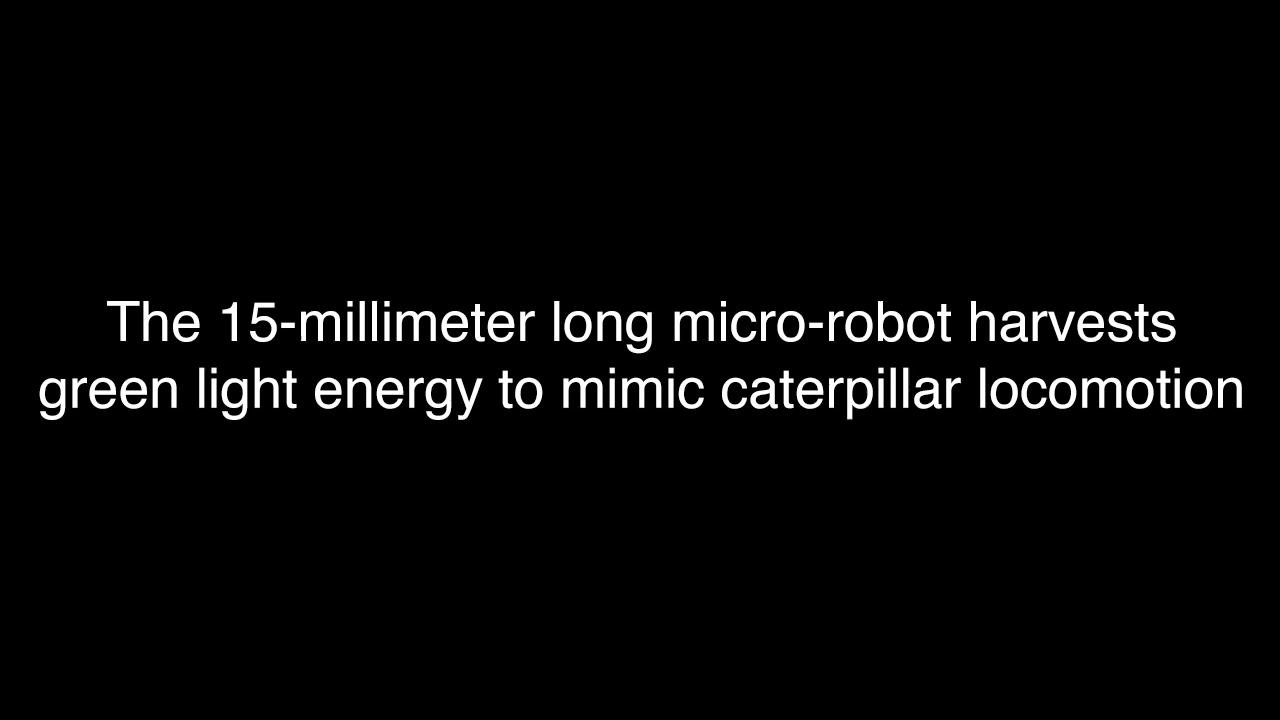 The 15-millimeter long micro-robot harvests
green light energy to mimic caterpillar locomotion